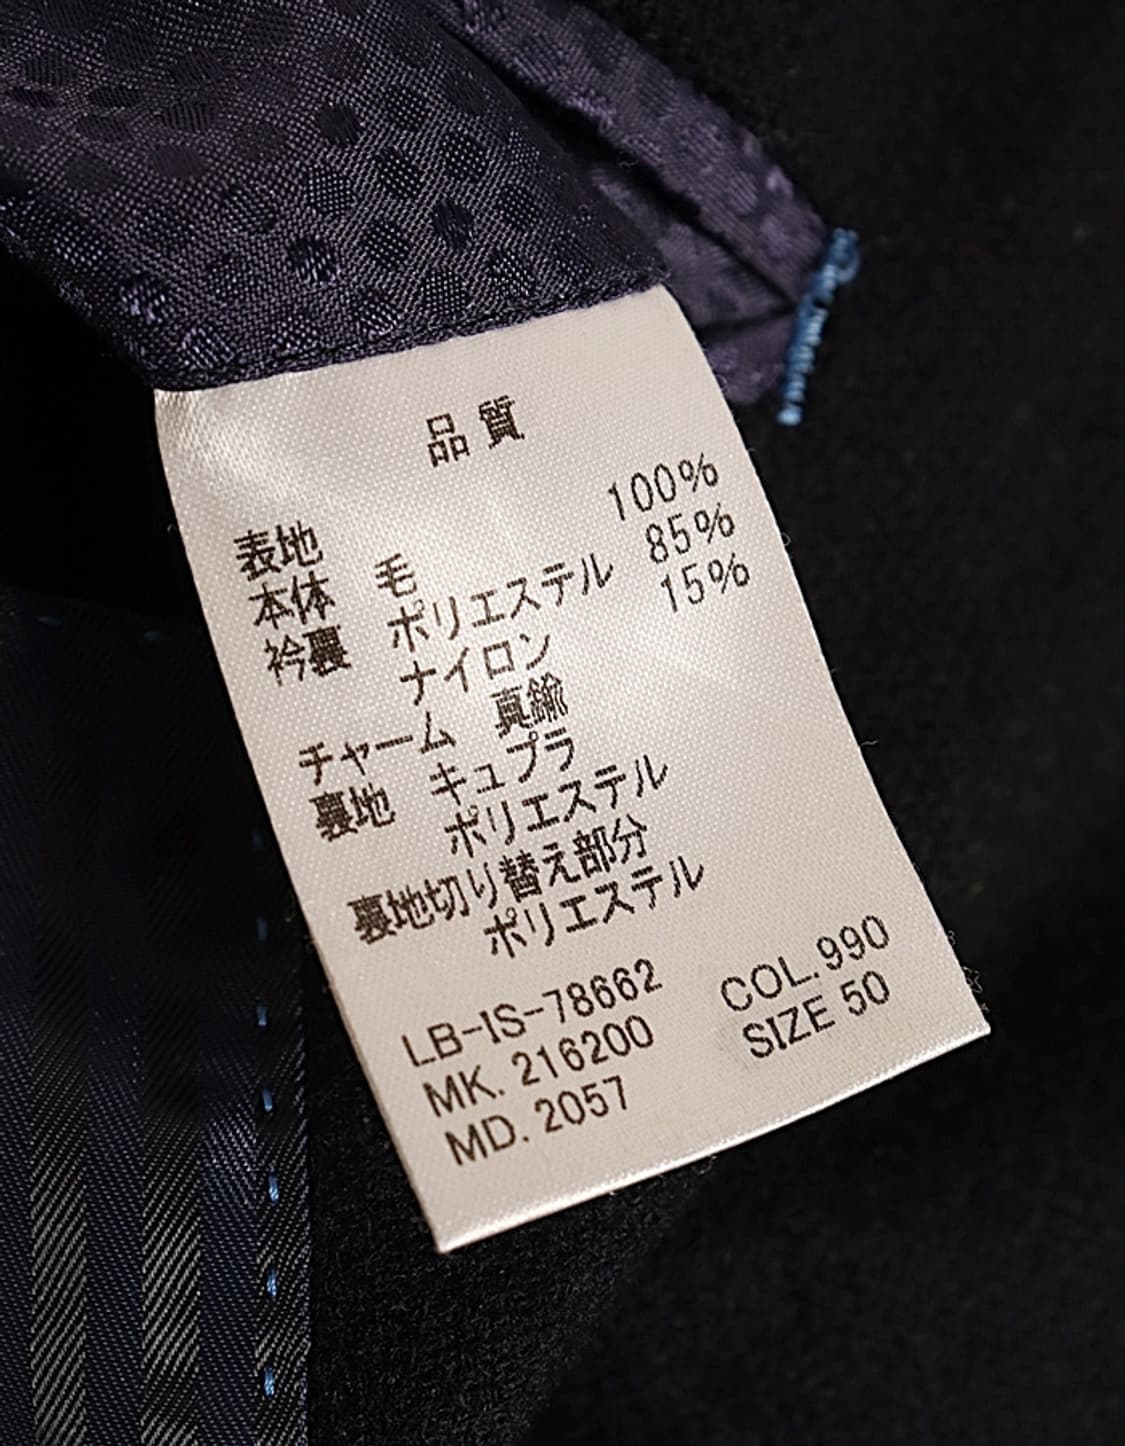 品質
表地
本体 毛 100%
衿裏 ポリエステル 85%
ナイロン 15%
チャーム 真鍮
裏地 キュプラ
ポリエステル
裏地切り替え部分
ポリエステル
LB-IS-78662 COL.990
MK. 216200 SIZE 50
MD. 2057